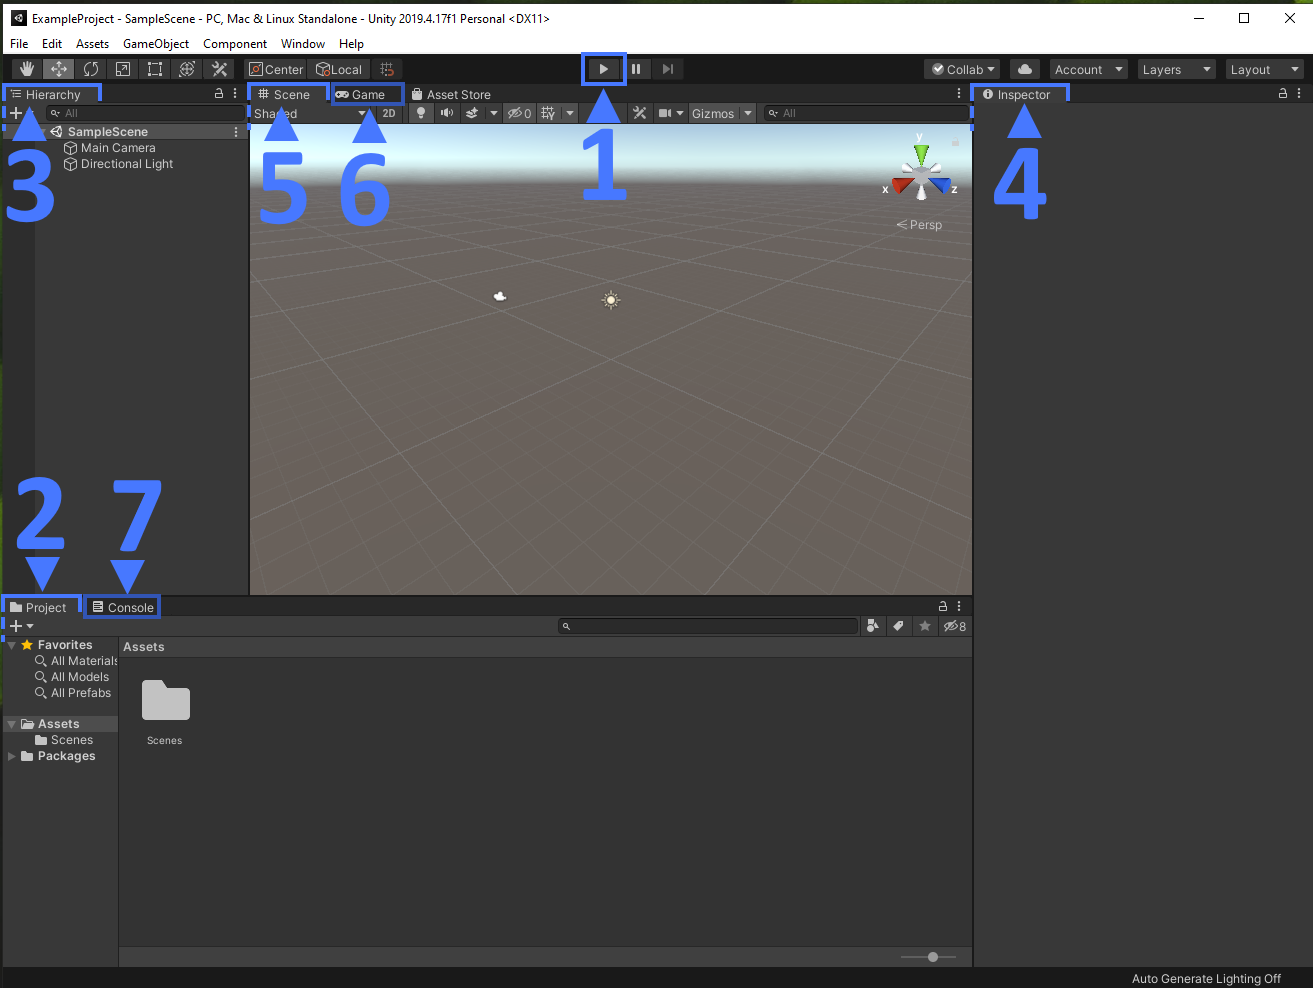 ExampleProject - SampleScene - PC, Mac & Linux Standalone - Unity 2019.4.17f1 Personal <DX11>
File Edit Assets GameObject Component Window Help
Center Local Collab Account Layers Layout
Hierarchy Scene Game Asset Store Inspector
All Shaded 2D 0 Gizmos All
SampleScene
Main Camera
Directional Light
y
x z
Persp
1
3 5 6 4
2 7
Project Console
8
Favorites Assets
All Materials
All Models
All Prefabs
Assets
Scenes Scenes
Packages
Auto Generate Lighting Off